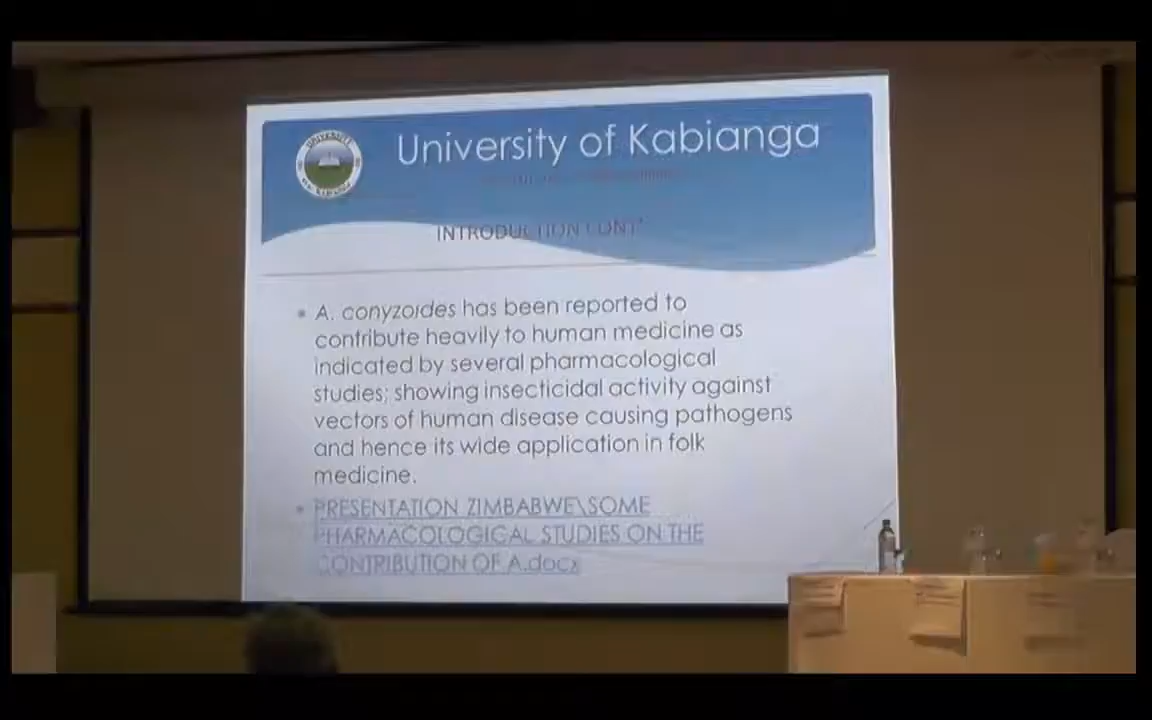 University of Kabianga
UNIVERSITY
INTRODUCTION CONT'
• A. conyzoides has been reported to
contribute heavily to human medicine as
indicated by several pharmacological
studies; showing insecticidal activity against
vectors of human disease causing pathogens
and hence its wide application in folk
medicine.
• PRESENTATION ZIMBABWE\SOME
PHARMACOLOGICAL STUDIES ON THE
CONTRIBUTION OF A.docx